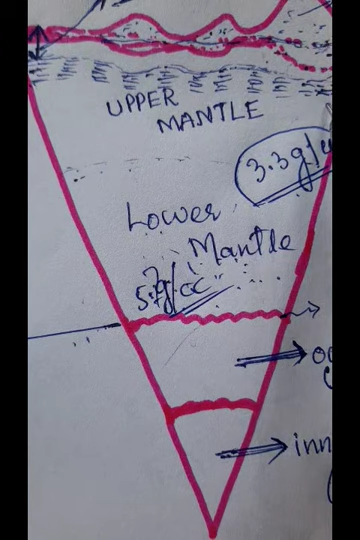 UPPER
MANTLE
3.3g/
Lower
Mantle
5.7g/cc
inn